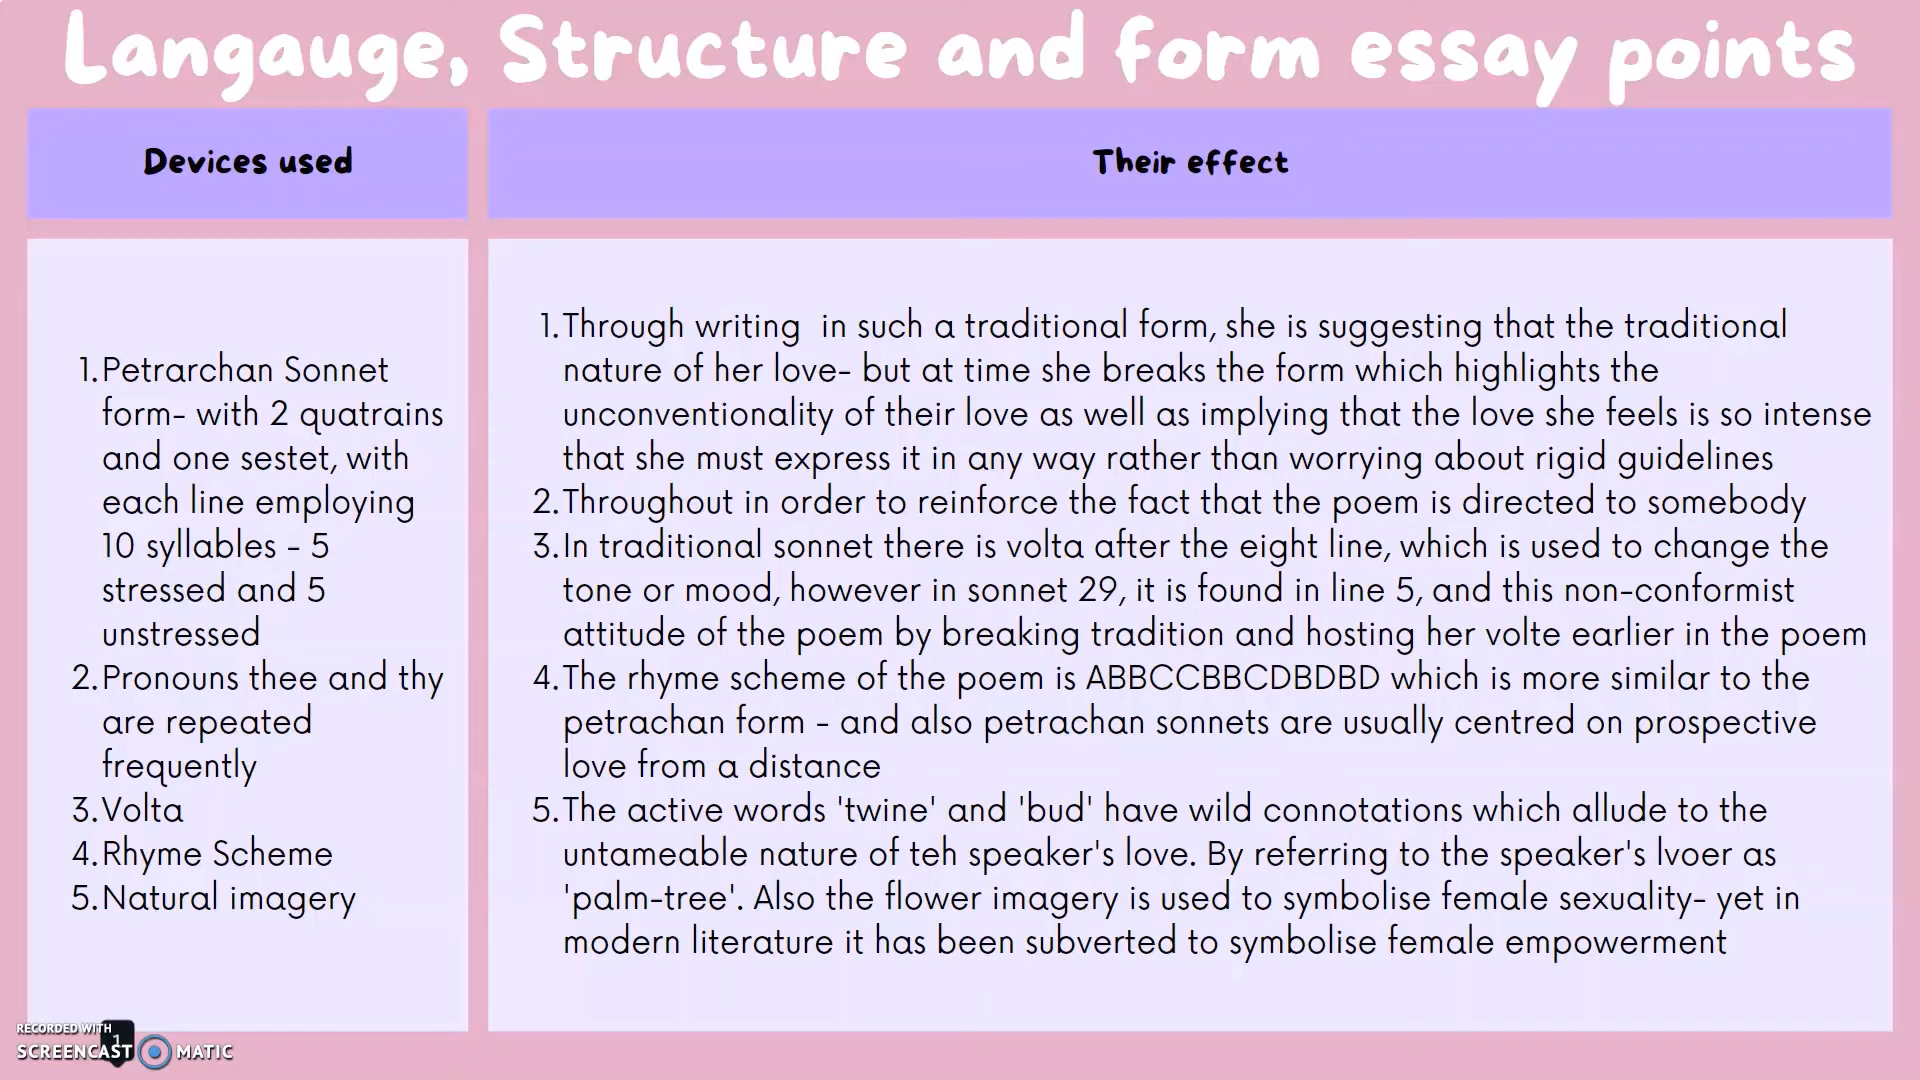 Langauge, Structure and form essay points
Devices used
Their effect
1. Petrarchan Sonnet
form- with 2 quatrains
and one sestet, with
each line employing
10 syllables - 5
stressed and 5
unstressed
2. Pronouns thee and thy
are repeated
frequently
3. Volta
4. Rhyme Scheme
5. Natural imagery
1. Through writing in such a traditional form, she is suggesting that the traditional
nature of her love- but at time she breaks the form which highlights the
unconventionality of their love as well as implying that the love she feels is so intense
that she must express it in any way rather than worrying about rigid guidelines
2. Throughout in order to reinforce the fact that the poem is directed to somebody
3. In traditional sonnet there is volta after the eight line, which is used to change the
tone or mood, however in sonnet 29, it is found in line 5, and this non-conformist
attitude of the poem by breaking tradition and hosting her volte earlier in the poem
4. The rhyme scheme of the poem is ABBCCBBCDBDBD which is more similar to the
petrachan form - and also petrachan sonnets are usually centred on prospective
love from a distance
5. The active words 'twine' and 'bud' have wild connotations which allude to the
untameable nature of teh speaker's love. By referring to the speaker's lvoer as
'palm-tree'. Also the flower imagery is used to symbolise female sexuality- yet in
modern literature it has been subverted to symbolise female empowerment
RECORDED WITH
1
SCREENCAST MATIC